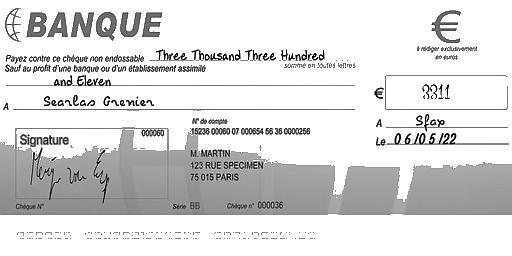 BANQUE
€
à rédiger exclusivement
en euros
Payez contre ce chèque non endossable Three Thousand Three Hundred
Sauf au profit d'une banque ou d'un établissement assimilé
somme en toutes lettres
and Eleven
€ 3311
A Searlas Grenier
A Sfax
Le 06/05/22
Signature
000060
N° de compte
15236 00060 07 000654 56 36 0000256
M. MARTIN
123 RUE SPECIMEN
75 015 PARIS
Chèque N°
Série BB
Chèque n° 000036